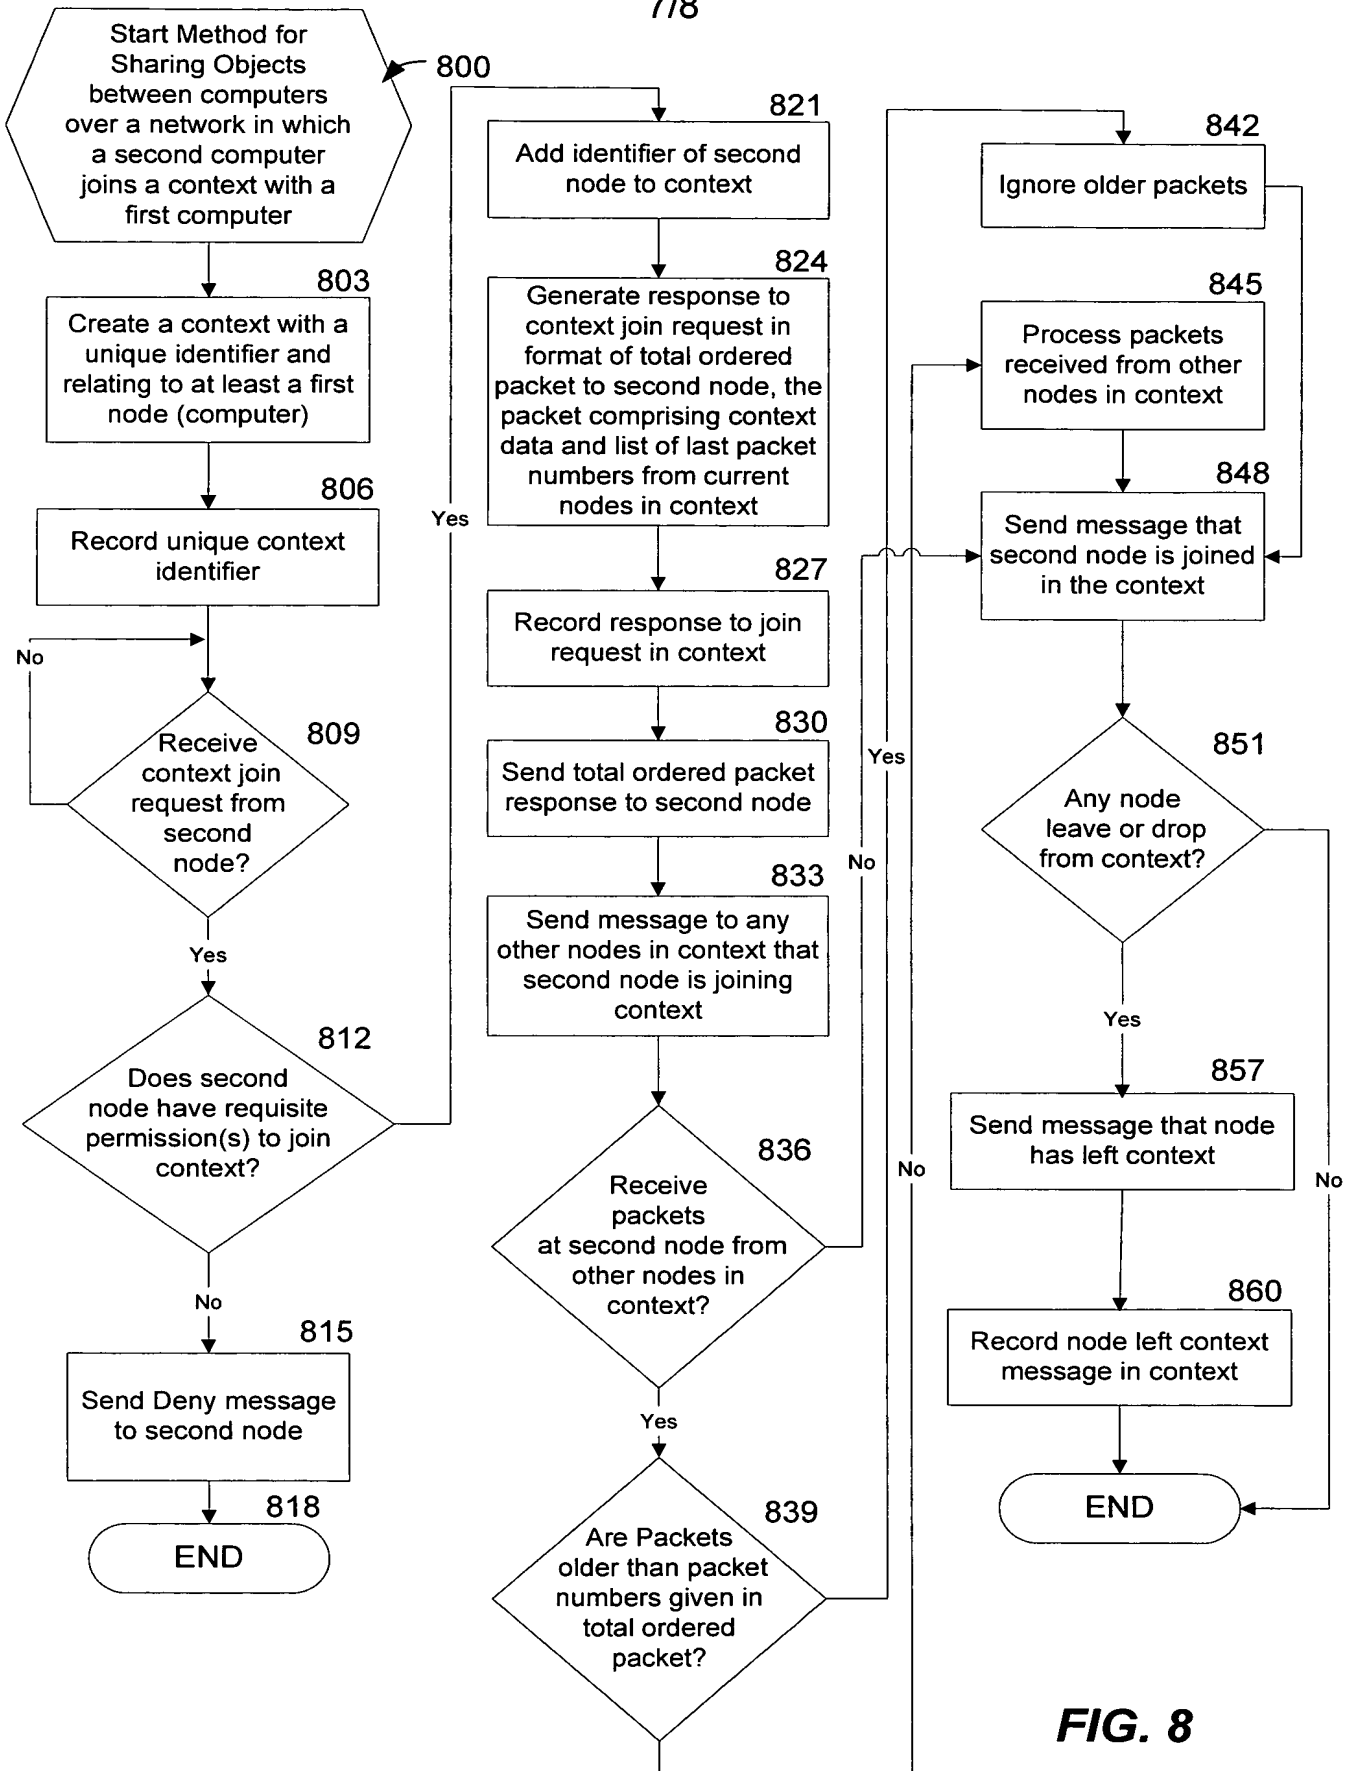 7/8
Start Method for
Sharing Objects
between computers
over a network in which
a second computer
joins a context with a
first computer
800
803
Create a context with a
unique identifier and
relating to at least a first
node (computer)
806
Record unique context
identifier
No
809
Receive
context join
request from
second
node?
Yes
812
Does second
node have requisite
permission(s) to join
context?
No
815
Send Deny message
to second node
818
END
Yes
821
Add identifier of second
node to context
824
Generate response to
context join request in
format of total ordered
packet to second node, the
packet comprising context
data and list of last packet
numbers from current
nodes in context
827
Record response to join
request in context
830
Send total ordered packet
response to second node
833
Send message to any
other nodes in context that
second node is joining
context
836
Receive
packets
at second node from
other nodes in
context?
No
Yes
839
Are Packets
older than packet
numbers given in
total ordered
packet?
Yes
No
842
Ignore older packets
845
Process packets
received from other
nodes in context
848
Send message that
second node is joined
in the context
851
Any node
leave or drop
from context?
Yes
No
857
Send message that node
has left context
860
Record node left context
message in context
END
FIG. 8